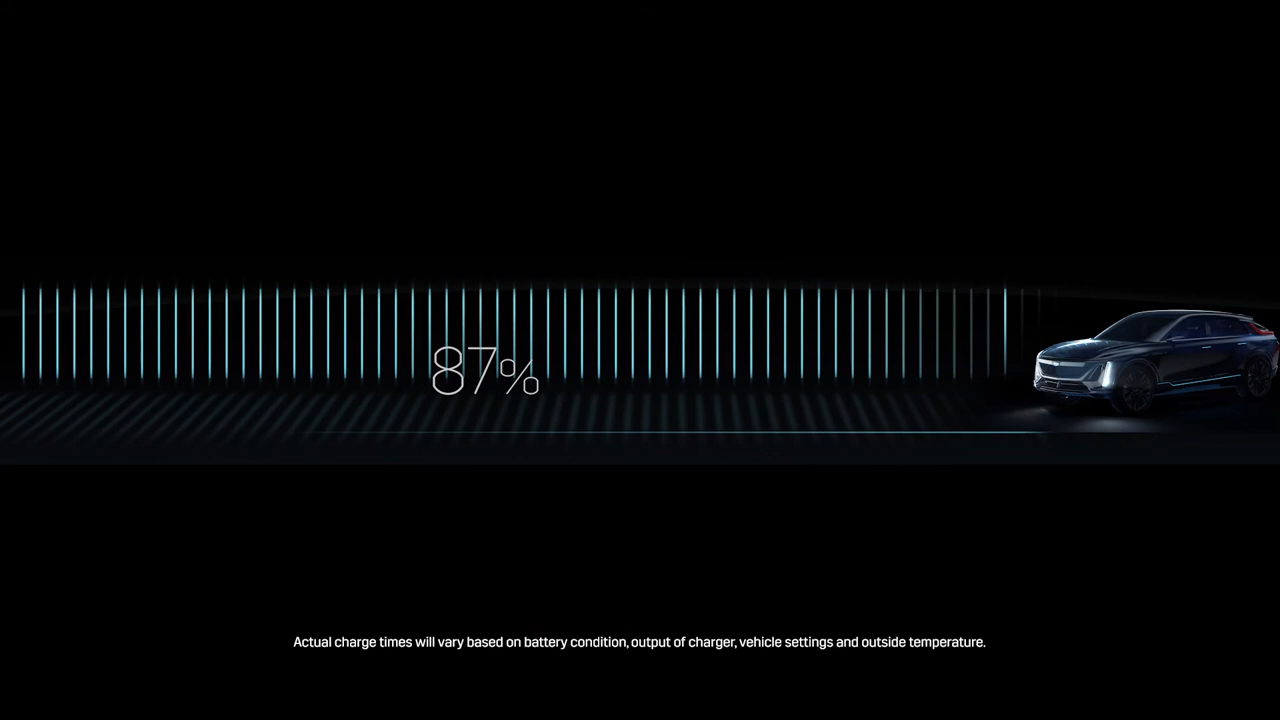 87%
Actual charge times will vary based on battery condition, output of charger, vehicle settings and outside temperature.